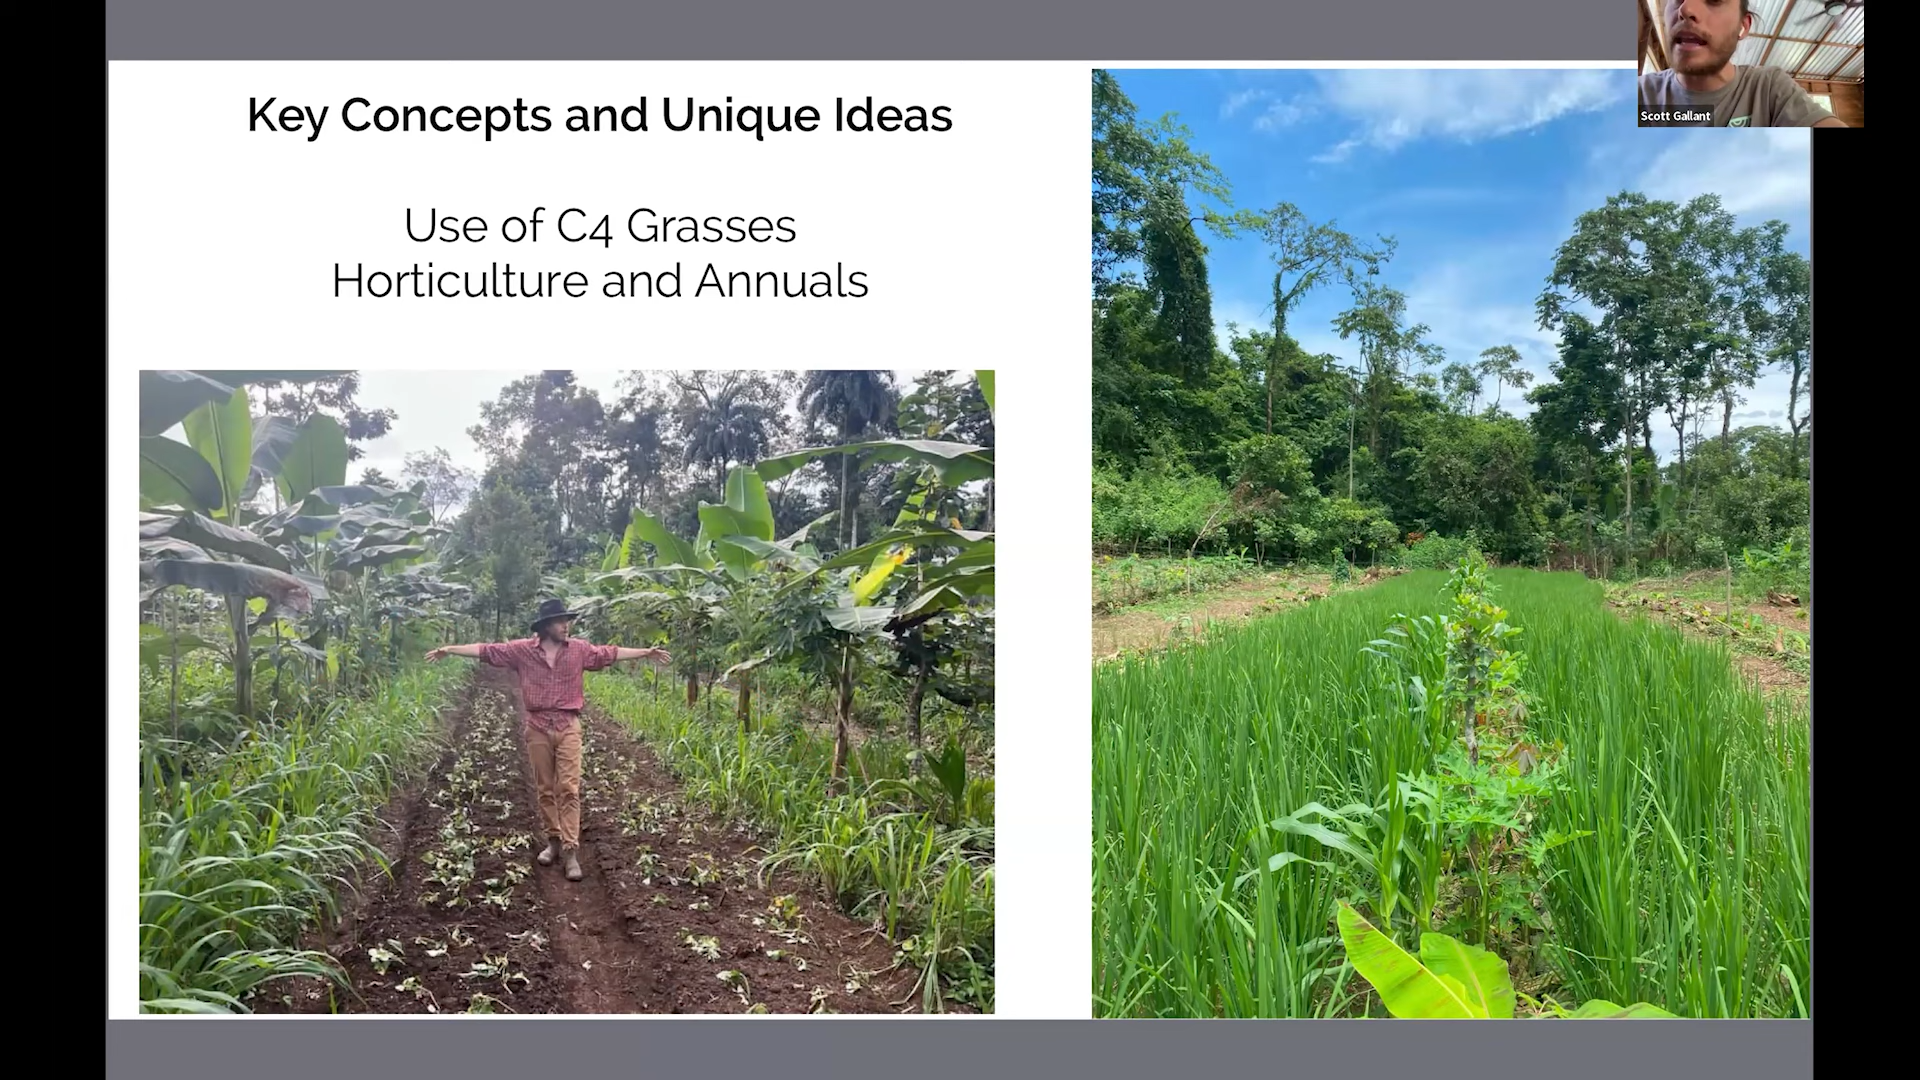 Key Concepts and Unique Ideas
Use of C4 Grasses
Horticulture and Annuals
Scott Gallant